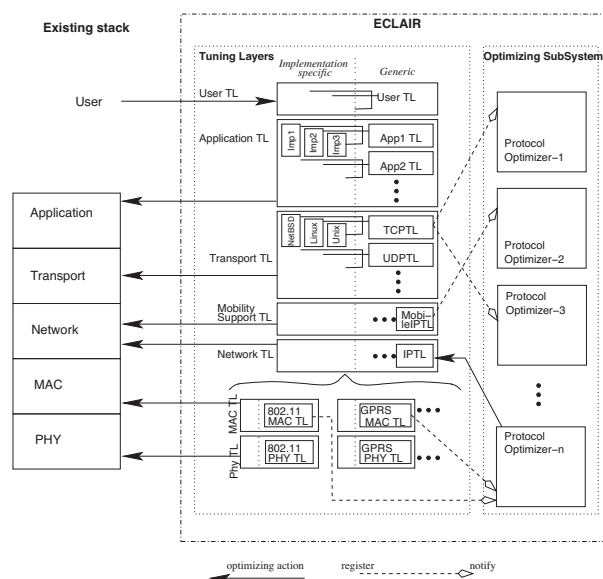 Existing stack
ECLAIR
Tuning Layers
Optimizing SubSystem
Implementation
specific
Generic
User
User TL
User TL
Application TL
Imp1
Imp2
Imp3
App1 TL
App2 TL
Protocol
Optimizer-1
Application
Transport
Network
MAC
PHY
NetBSD
Linux
Unix
TCPTL
UDPTL
Transport TL
Protocol
Optimizer-2
Mobility
Support TL
Mobi-
leIPTL
Protocol
Optimizer-3
Network TL
IPTL
MAC TL
802.11
MAC TL
GPRS
MAC TL
Phy TL
802.11
PHY TL
GPRS
PHY TL
Protocol
Optimizer-n
optimizing action
register
notify